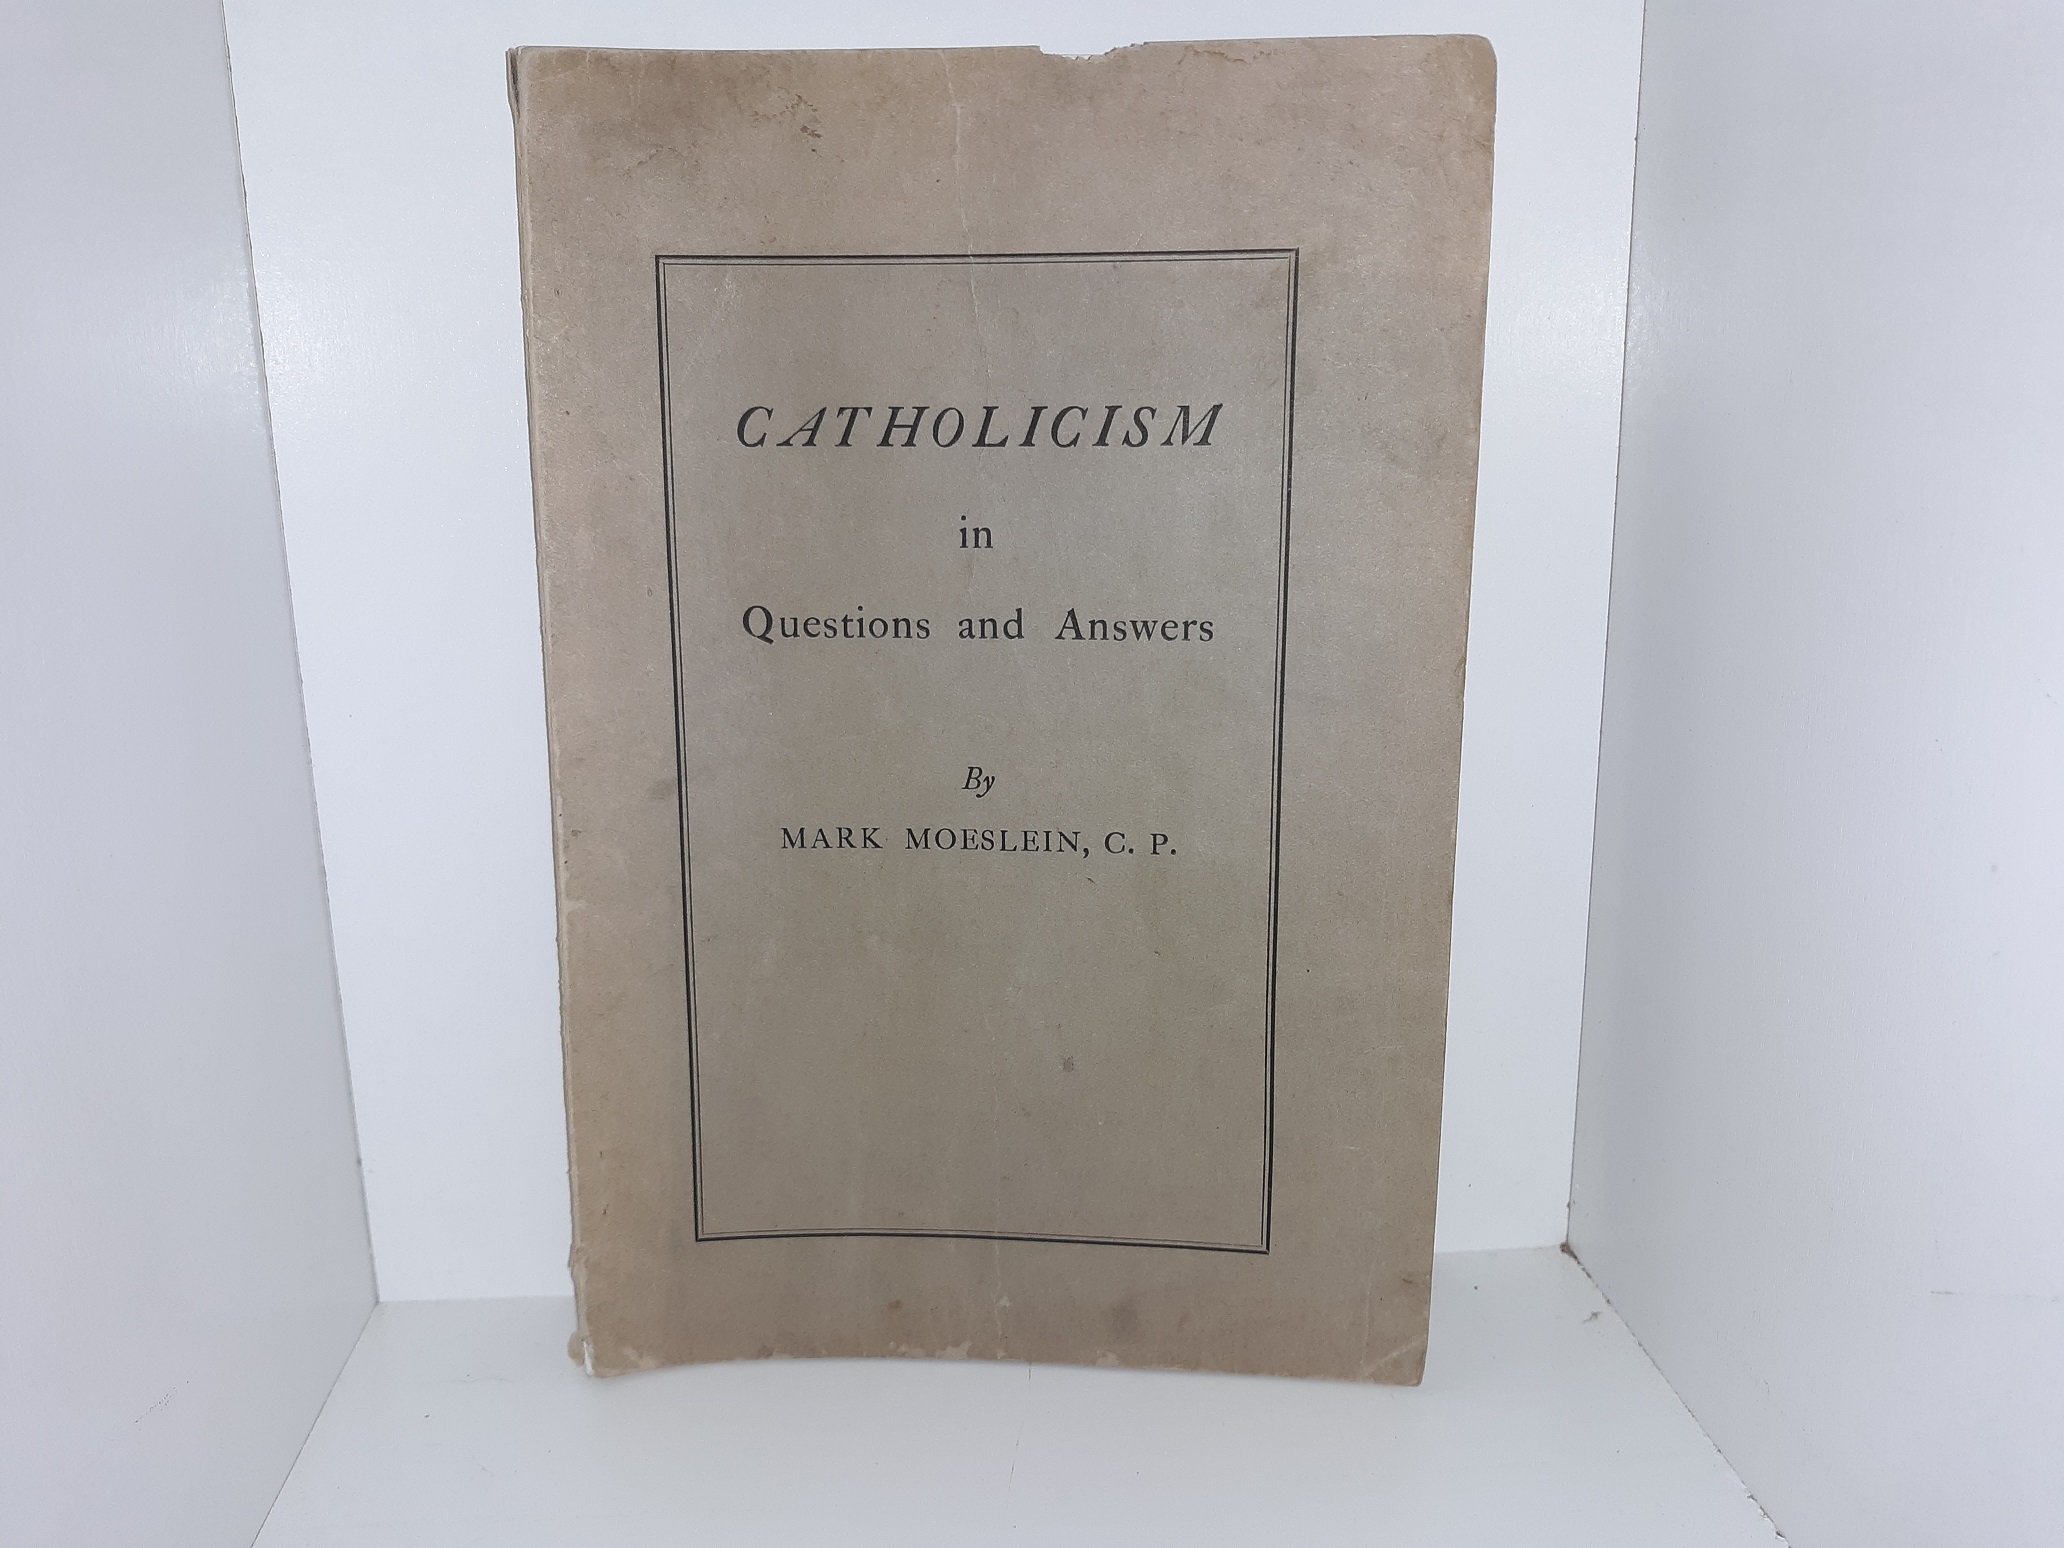 CATHOLICISM
in
Questions and Answers
By
MARK MOESLEIN, C. P.